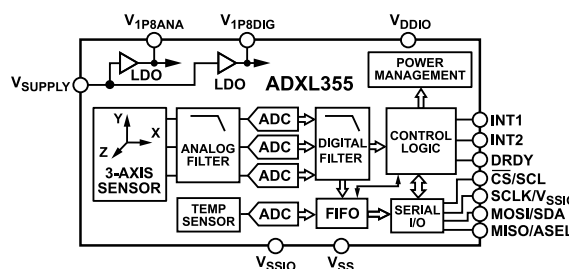 V1P8ANA V1P8DIG VDDIO
LDO LDO ADXL355 POWER MANAGEMENT
VSUPPLY
Y X Z
3-AXIS SENSOR
ANALOG FILTER
ADC
ADC
ADC
DIGITAL FILTER
CONTROL LOGIC
INT1
INT2
DRDY
CS/SCL
SCLK/VSSIO
MOSI/SDA
MISO/ASEL
TEMP SENSOR
ADC
FIFO
SERIAL I/O
VSSIO VSS